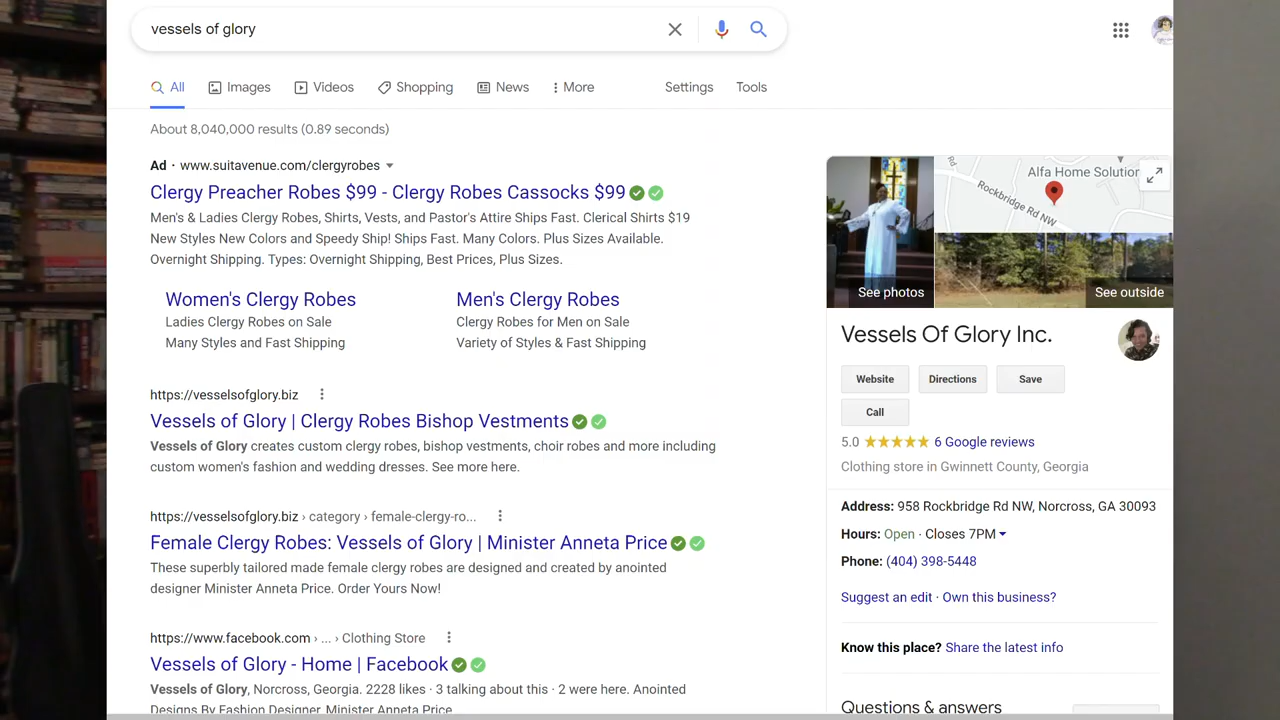 vessels of glory
All
Images
Videos
Shopping
News
More
Settings
Tools
About 8,040,000 results (0.89 seconds)
Ad · www.suitavenue.com/clergyrobes
Clergy Preacher Robes $99 - Clergy Robes Cassocks $99
Men's & Ladies Clergy Robes, Shirts, Vests, and Pastor's Attire Ships Fast. Clerical Shirts $19
New Styles New Colors and Speedy Ship! Ships Fast. Many Colors. Plus Sizes Available.
Overnight Shipping. Types: Overnight Shipping, Best Prices, Plus Sizes.
Women's Clergy Robes
Ladies Clergy Robes on Sale
Many Styles and Fast Shipping
Men's Clergy Robes
Clergy Robes for Men on Sale
Variety of Styles & Fast Shipping
https://vesselsofglory.biz
Vessels of Glory | Clergy Robes Bishop Vestments
Vessels of Glory creates custom clergy robes, bishop vestments, choir robes and more including
custom women's fashion and wedding dresses. See more here.
https://vesselsofglory.biz › category › female-clergy-ro...
Female Clergy Robes: Vessels of Glory | Minister Anneta Price
These superbly tailored made female clergy robes are designed and created by anointed
designer Minister Anneta Price. Order Yours Now!
https://www.facebook.com › ... › Clothing Store
Vessels of Glory - Home | Facebook
Vessels of Glory, Norcross, Georgia. 2228 likes · 3 talking about this · 2 were here. Anointed
Designs By Fashion Designer, Minister Anneta Price
Rd
Alfa Home Solution
Rockbridge Rd NW
See photos
See outside
Vessels Of Glory Inc.
Website
Directions
Save
Call
5.0 ★★★★★ 6 Google reviews
Clothing store in Gwinnett County, Georgia
Address: 958 Rockbridge Rd NW, Norcross, GA 30093
Hours: Open · Closes 7PM
Phone: (404) 398-5448
Suggest an edit · Own this business?
Know this place? Share the latest info
Questions & answers